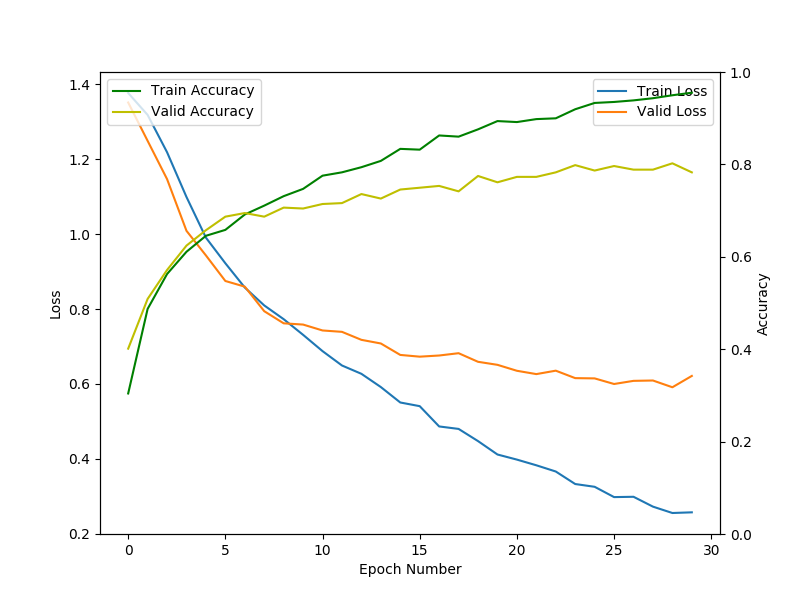 Train Accuracy
Valid Accuracy
Train Loss
Valid Loss
1.4
1.2
1.0
0.8
0.6
0.4
0.2
Loss
1.0
0.8
0.6
0.4
0.2
0.0
Accuracy
0 5 10 15 20 25 30
Epoch Number